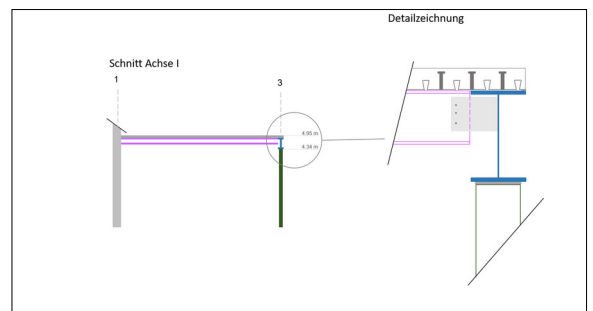 Detailzeichnung
Schnitt Achse I
1
3
4.95 m
4.34 m